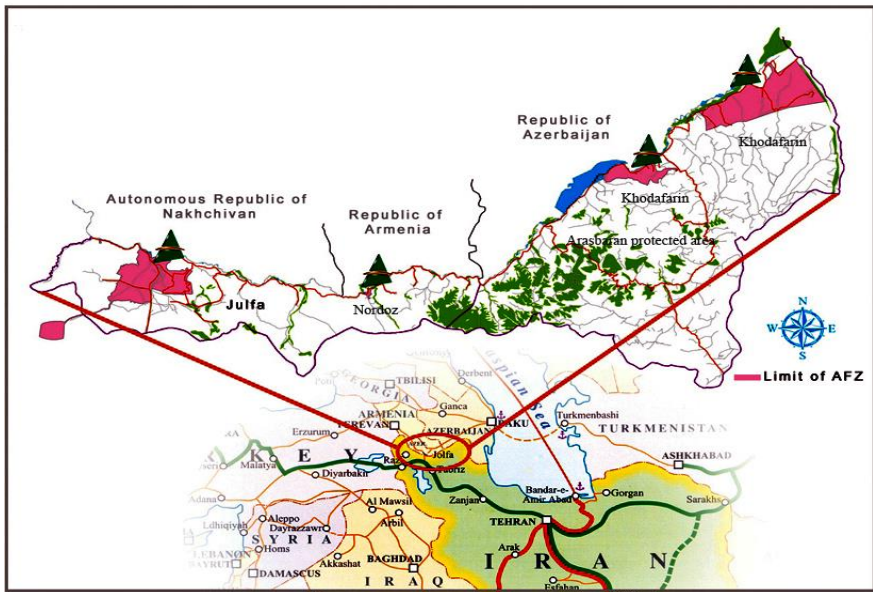 Republic of
Azerbaijan
Khodafarin
Khodafarin
Autonomous Republic of
Nakhchivan
Republic of
Armenia
Arasbaran protected area
Julfa
Nordoz
N
W
E
S
Limit of AFZ
GEORGIA
TBILISI
Derbent
Caspian Sea
Ganca
ARMENIA
YEREVAN
AZERBAIJAN
BAKU
Turkmenbashi
TURKMENISTAN
Erzurum
ASHKHABAD
K E Y
Malatya
Diyarbakir
Jolfa
Tabriz
Zanjan
Bandar-e-
Amir Abad
Gorgan
Sarakhs
Adana
Al Mawsil
Arbil
TEHRAN
Ldhiqiyah
Aleppo
Dayrazzawr
SYRIA
Homs
LEBANON
Akkashat
BAGHDAD
Arak
I R A N
DAMASCUS
IRAQ
Esfahan